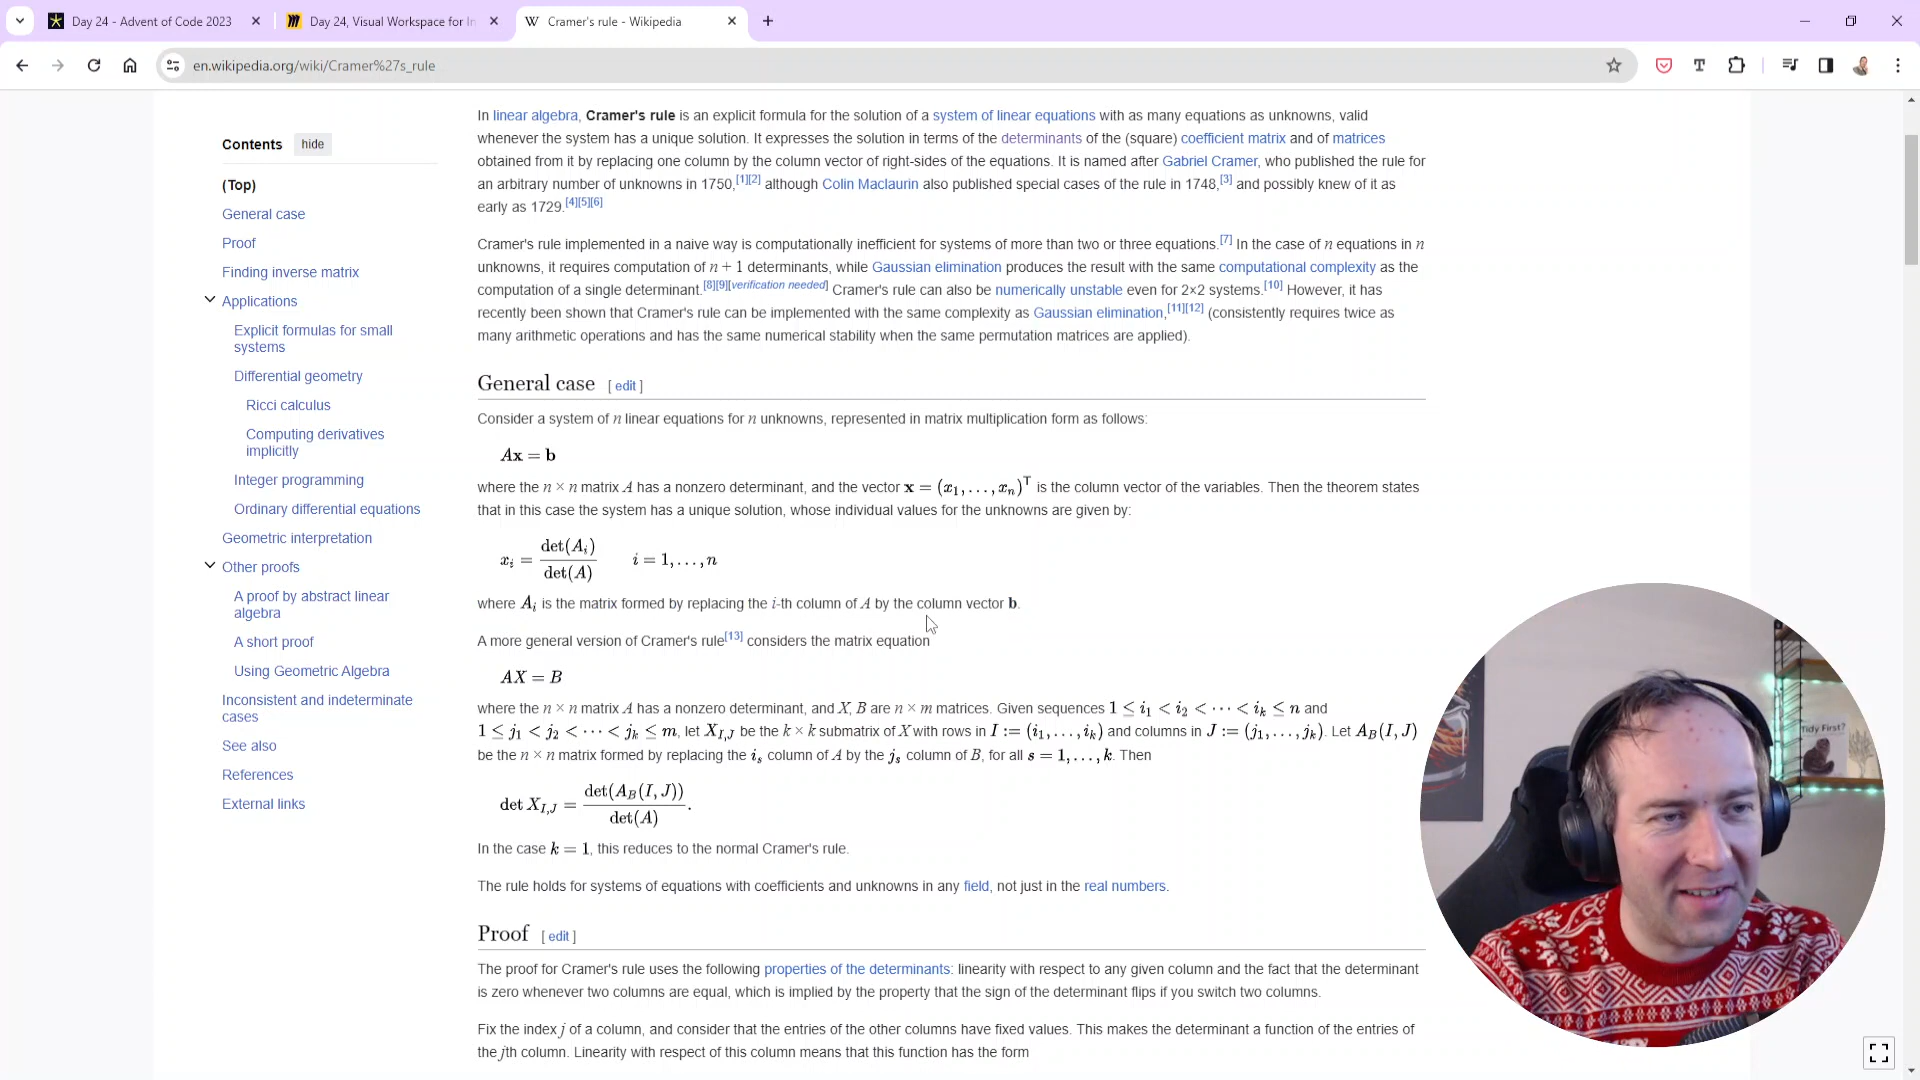 Day 24 - Advent of Code 2023
Day 24, Visual Workspace for In
Cramer's rule - Wikipedia
en.wikipedia.org/wiki/Cramer%27s_rule
Contents hide
(Top)
General case
Proof
Finding inverse matrix
Applications
Explicit formulas for small
systems
Differential geometry
Ricci calculus
Computing derivatives
implicitly
Integer programming
Ordinary differential equations
Geometric interpretation
Other proofs
A proof by abstract linear
algebra
A short proof
Using Geometric Algebra
Inconsistent and indeterminate
cases
See also
References
External links
In linear algebra, Cramer's rule is an explicit formula for the solution of a system of linear equations with as many equations as unknowns, valid
whenever the system has a unique solution. It expresses the solution in terms of the determinants of the (square) coefficient matrix and of matrices
obtained from it by replacing one column by the column vector of right-sides of the equations. It is named after Gabriel Cramer, who published the rule for
an arbitrary number of unknowns in 1750,[1][2] although Colin Maclaurin also published special cases of the rule in 1748,[3] and possibly knew of it as
early as 1729.[4][5][6]
Cramer's rule implemented in a naive way is computationally inefficient for systems of more than two or three equations.[7] In the case of n equations in n
unknowns, it requires computation of n + 1 determinants, while Gaussian elimination produces the result with the same computational complexity as the
computation of a single determinant.[8][9][verification needed] Cramer's rule can also be numerically unstable even for 2×2 systems.[10] However, it has
recently been shown that Cramer's rule can be implemented with the same complexity as Gaussian elimination,[11][12] (consistently requires twice as
many arithmetic operations and has the same numerical stability when the same permutation matrices are applied).
General case [ edit ]
Consider a system of n linear equations for n unknowns, represented in matrix multiplication form as follows:
Ax = b
where the n × n matrix A has a nonzero determinant, and the vector x = (x₁, . . . , xₙ)ᵀ is the column vector of the variables. Then the theorem states
that in this case the system has a unique solution, whose individual values for the unknowns are given by:
xᵢ = det(Aᵢ) / det(A) i = 1, . . . , n
where Aᵢ is the matrix formed by replacing the i-th column of A by the column vector b.
A more general version of Cramer's rule[13] considers the matrix equation
AX = B
where the n × n matrix A has a nonzero determinant, and X, B are n × m matrices. Given sequences 1 ≤ i₁ < i₂ < ··· < iₖ ≤ n and
1 ≤ j₁ < j₂ < ··· < jₖ ≤ m, let X_{I,J} be the k × k submatrix of X with rows in I := (i₁, . . . , iₖ) and columns in J := (j₁, . . . , jₖ). Let A_B(I, J)
be the n × n matrix formed by replacing the iₛ column of A by the jₛ column of B, for all s = 1, . . . , k. Then
det X_{I,J} = det(A_B(I, J)) / det(A).
In the case k = 1, this reduces to the normal Cramer's rule.
The rule holds for systems of equations with coefficients and unknowns in any field, not just in the real numbers.
Proof [ edit ]
The proof for Cramer's rule uses the following properties of the determinants: linearity with respect to any given column and the fact that the determinant
is zero whenever two columns are equal, which is implied by the property that the sign of the determinant flips if you switch two columns.
Fix the index j of a column, and consider that the entries of the other columns have fixed values. This makes the determinant a function of the entries of
the jth column. Linearity with respect of this column means that this function has the form
Tidy First?